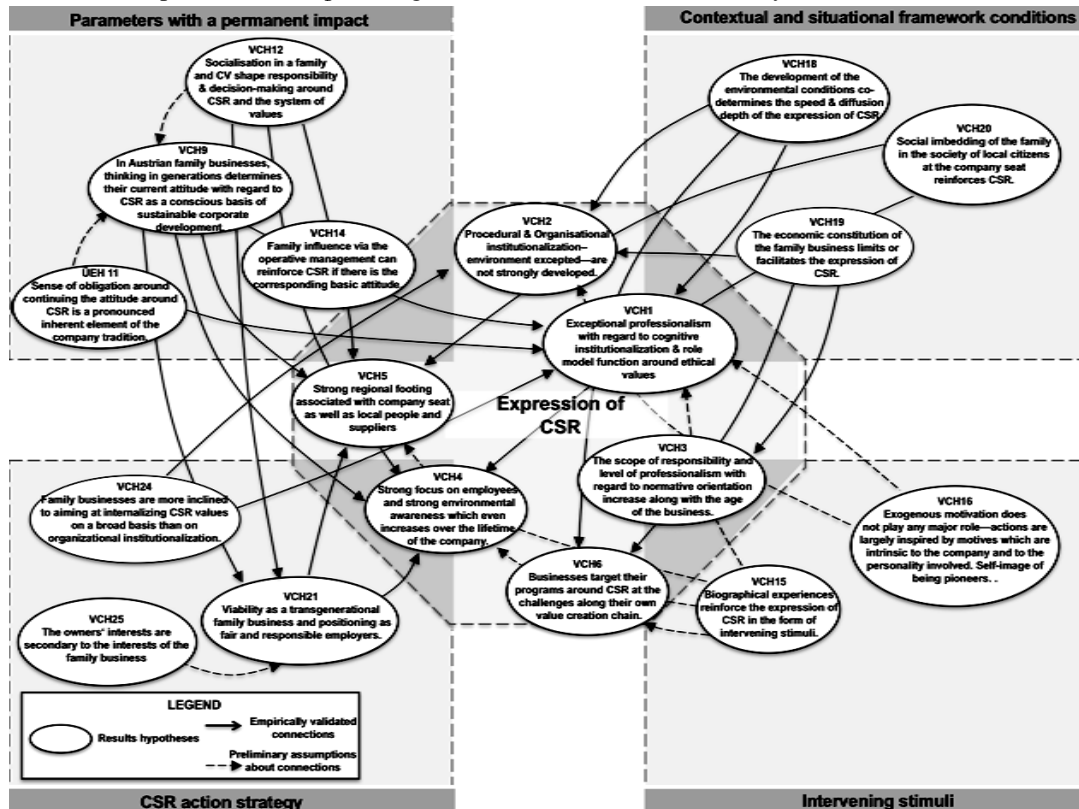 Parameters with a permanent impact
Contextual and situational framework conditions
VCH12
Socialisation in a family
and CV shape responsibility
& decision-making around
CSR and the system of
values
VCH18
The development of the
environmental conditions co-
determines the speed & diffusion
depth of the expression of CSR
VCH20
Social imbedding of the family
in the society of local citizens
at the company seat
reinforces CSR.
VCH9
In Austrian family businesses,
thinking in generations determines
their current attitude with regard to
CSR as a conscious basis of
sustainable corporate
development.
VCH14
Family influence via the
operative management can
reinforce CSR if there is the
corresponding basic attitude.
VCH2
Procedural & Organisational
institutionalization–
environment excepted—are
not strongly developed.
VCH19
The economic constitution of
the family business limits or
facilitates the expression of
CSR.
ÜEH 11
Sense of obligation around
continuing the attitude around
CSR is a pronounced
inherent element of the
company tradition.
VCH1
Exceptional professionalism
with regard to cognitive
institutionalization & role
model function around ethical
values
VCH5
Strong regional footing
associated with company seat
as well as local people and
suppliers
Expression of
CSR
VCH3
The scope of responsibility and
level of professionalism with
regard to normative orientation
increase along with the age
of the business.
VCH4
Strong focus on employees
and strong environmental
awareness which even
increases over the lifetime
of the company.
VCH24
Family businesses are more inclined
to aiming at internalizing CSR values
on a broad basis than on
organizational institutionalization.
VCH16
Exogenous motivation does
not play any major role—actions are
largely inspired by motives which are
intrinsic to the company and to the
personality involved. Self-image of
being pioneers. .
VCH6
Businesses target their
programs around CSR at the
challenges along their own
value creation chain.
VCH15
Biographical experiences
reinforce the expression of
CSR in the form of
intervening stimuli.
VCH21
Viability as a transgenerational
family business and positioning as
fair and responsible employers.
VCH25
The owners' interests are
secondary to the interests of the
family business
LEGEND
Results hypotheses
Empirically validated
connections
Preliminary assumptions
about connections
CSR action strategy
Intervening stimuli